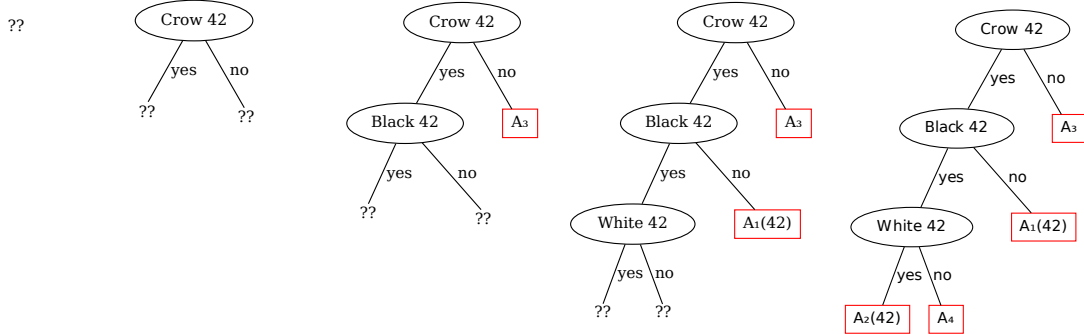 ??
Crow 42
yes
no
??
??
Crow 42
yes
no
Black 42
A₃
yes
no
??
??
Crow 42
yes
no
Black 42
A₃
yes
no
White 42
A₁(42)
yes
no
??
??
Crow 42
yes
no
Black 42
A₃
yes
no
White 42
A₁(42)
yes
no
A₂(42)
A₄